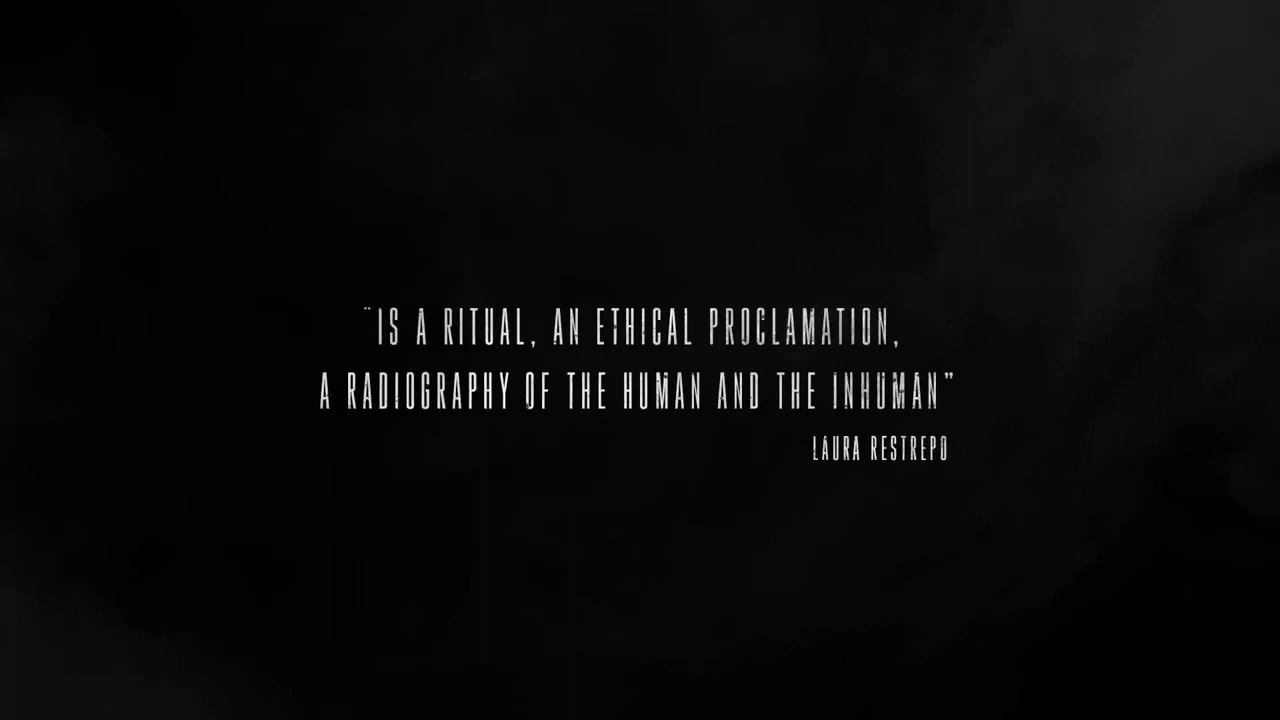 ¨IS A RITUAL, AN ETHICAL PROCLAMATION,
A RADIOGRAPHY OF THE HUMAN AND THE INHUMAN”
LAURA RESTREPO